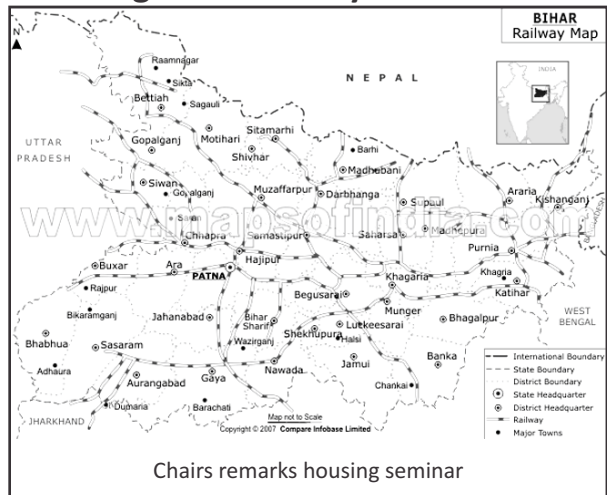 BIHAR
Railway Map
N
NEPAL
INDIA
Raamnagar
Sikta
Bettiah
Sagauli
UTTAR
PRADESH
Gopalganj
Motihari
Sitamarhi
Shivhar
Barhi
Madhubani
Siwan
Gopalganj
Muzaffarpur
Darbhanga
Supaul
Araria
Kishanganj
Saran
www.mapsofindia.com
Chhapra
Samastipur
Saharsa
Madhepura
Purnia
Hajipur
Buxar
Ara
PATNA
Khagaria
Khagria
Katihar
Rajpur
Begusarai
Munger
WEST
BENGAL
Bikaramganj
Jahanabad
Bihar
Sharif
Shekhupura
Lutkeesarai
Bhagalpur
Bhabhua
Sasaram
Wazirganj
Halsi
Adhaura
Aurangabad
Gaya
Nawada
Jamui
Banka
Chankai
Dumaria
Barachati
JHARKHAND
Map not to Scale
Copyright © 2007 Compare Infobase Limited
International Boundary
State Boundary
District Boundary
State Headquarter
District Headquarter
Railway
Major Towns
Chairs remarks housing seminar